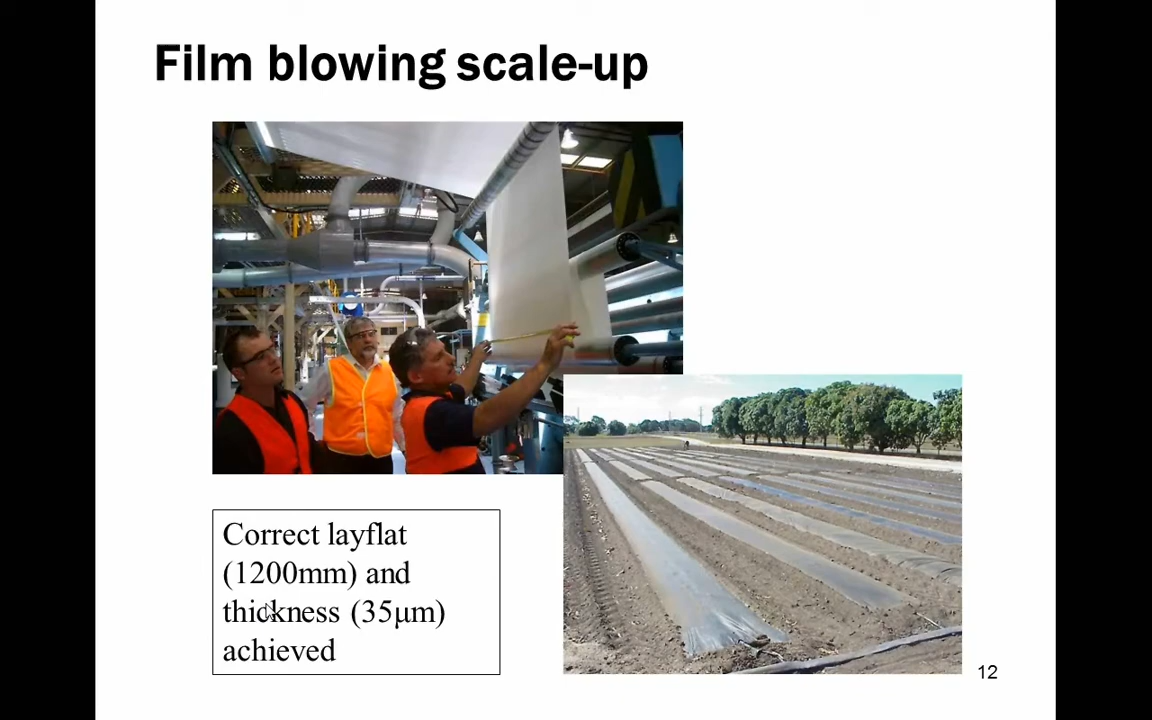 Film blowing scale-up
Correct layflat
(1200mm) and
thickness (35μm)
achieved
12